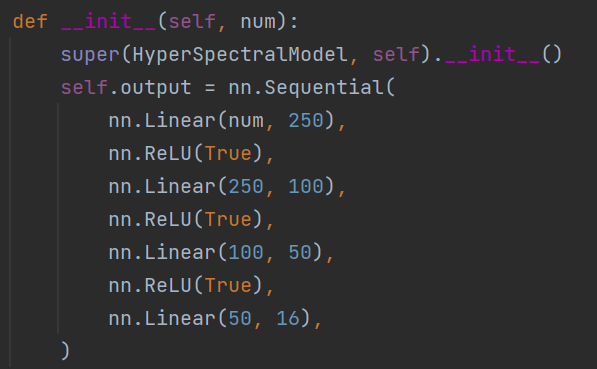 def __init__(self, num):
super(HyperSpectralModel, self).__init__()
self.output = nn.Sequential(
nn.Linear(num, 250),
nn.ReLU(True),
nn.Linear(250, 100),
nn.ReLU(True),
nn.Linear(100, 50),
nn.ReLU(True),
nn.Linear(50, 16),
)